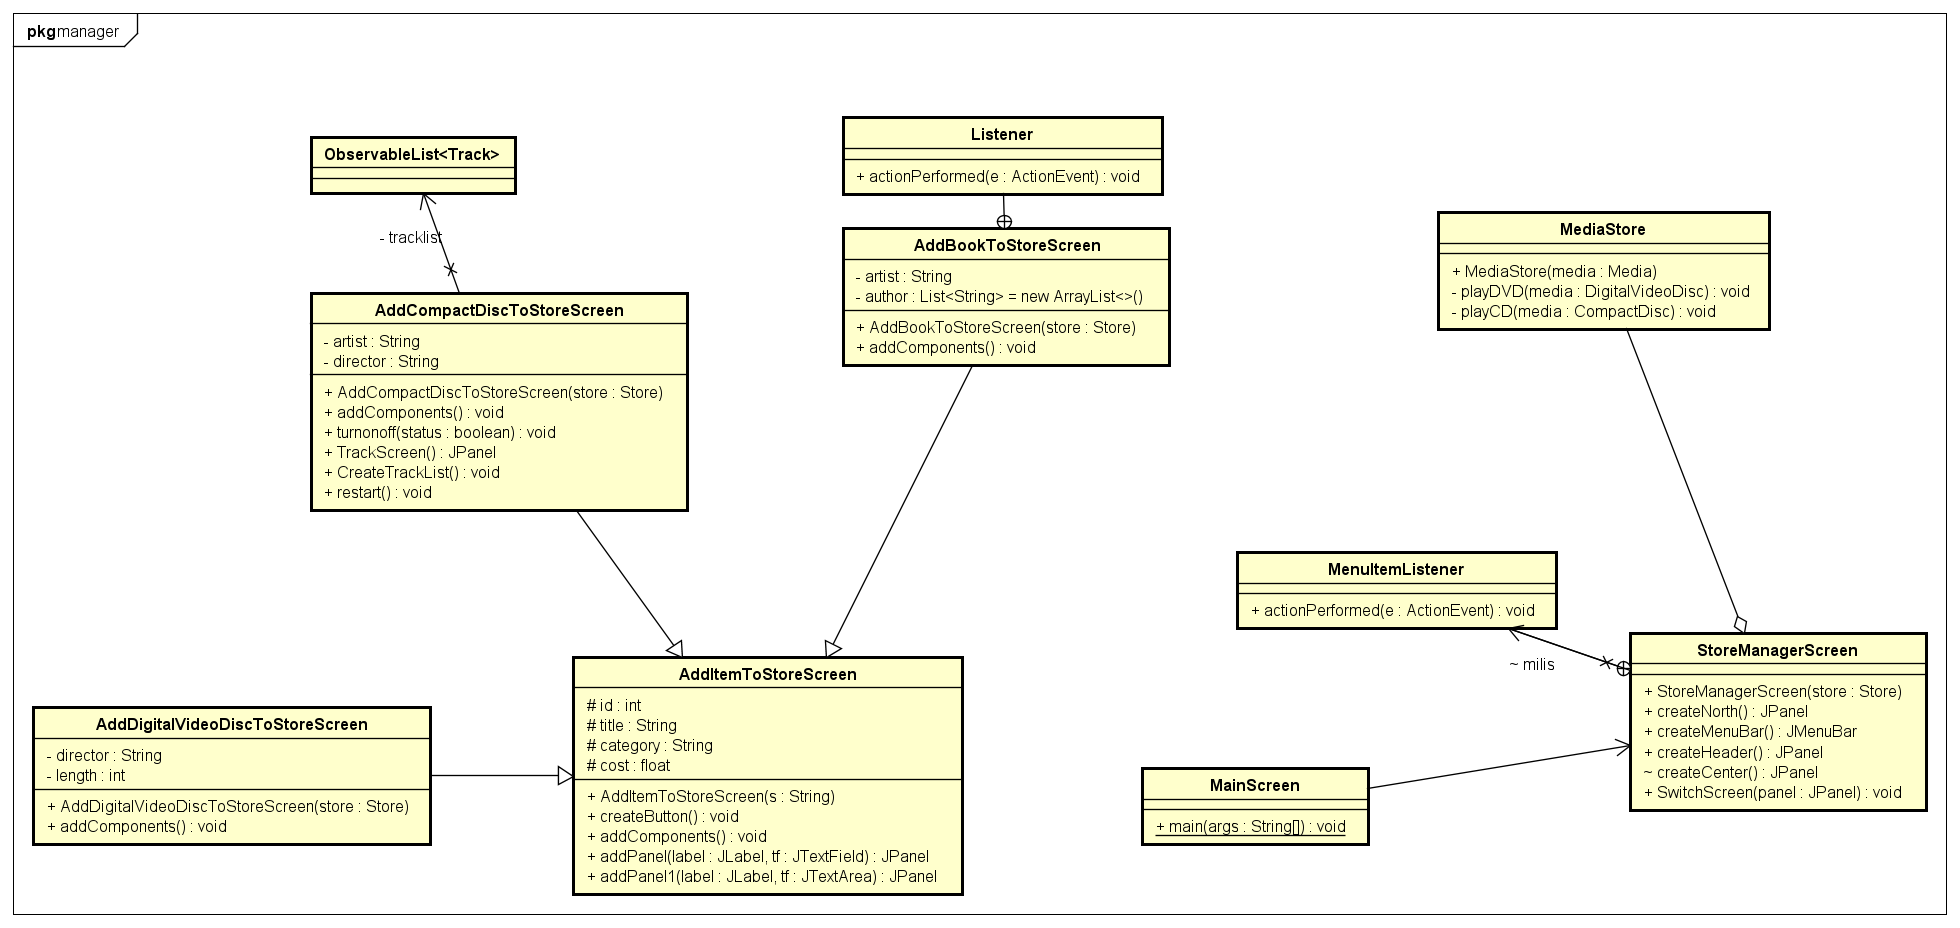 pkg manager
ObservableList<Track>
- tracklist
AddCompactDiscToStoreScreen
- artist : String
- director : String
+ AddCompactDiscToStoreScreen(store : Store)
+ addComponents() : void
+ turnonoff(status : boolean) : void
+ TrackScreen() : JPanel
+ CreateTrackList() : void
+ restart() : void
Listener
+ actionPerformed(e : ActionEvent) : void
AddBookToStoreScreen
- artist : String
- author : List<String> = new ArrayList<>()
+ AddBookToStoreScreen(store : Store)
+ addComponents() : void
MediaStore
+ MediaStore(media : Media)
- playDVD(media : DigitalVideoDisc) : void
- playCD(media : CompactDisc) : void
MenuItemListener
+ actionPerformed(e : ActionEvent) : void
~ milis
StoreManagerScreen
+ StoreManagerScreen(store : Store)
+ createNorth() : JPanel
+ createMenuBar() : JMenuBar
+ createHeader() : JPanel
~ createCenter() : JPanel
+ SwitchScreen(panel : JPanel) : void
AddDigitalVideoDiscToStoreScreen
- director : String
- length : int
+ AddDigitalVideoDiscToStoreScreen(store : Store)
+ addComponents() : void
AddItemToStoreScreen
# id : int
# title : String
# category : String
# cost : float
+ AddItemToStoreScreen(s : String)
+ createButton() : void
+ addComponents() : void
+ addPanel(label : JLabel, tf : JTextField) : JPanel
+ addPanel1(label : JLabel, tf : JTextArea) : JPanel
MainScreen
+ main(args : String[]) : void